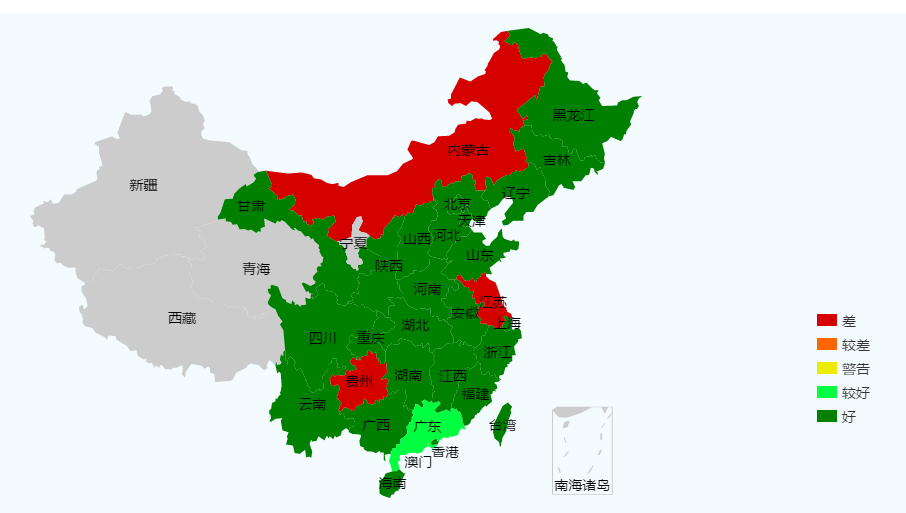 黑龙江
内蒙古
吉林
新疆
辽宁
甘肃
北京
天津
河北
山西
宁夏
山东
陕西
青海
河南
江苏
安徽
西藏
上海
湖北
四川
重庆
浙江
湖南
江西
贵州
福建
云南
广西
广东
台湾
香港
澳门
海南
南海诸岛
差
较差
警告
较好
好